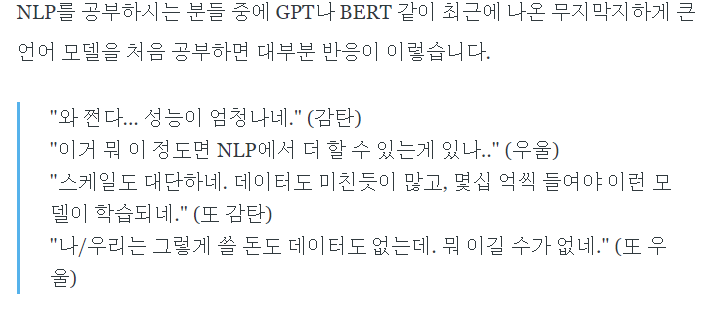 NLP를 공부하시는 분들 중에 GPT나 BERT 같이 최근에 나온 무지막지하게 큰
언어 모델을 처음 공부하면 대부분 반응이 이렇습니다.
"와 쩐다... 성능이 엄청나네." (감탄)
"이거 뭐 이 정도면 NLP에서 더 할 수 있는게 있나.." (우울)
"스케일도 대단하네. 데이터도 미친듯이 많고, 몇십 억씩 들여야 이런 모
델이 학습되네." (또 감탄)
"나/우리는 그렇게 쓸 돈도 데이터도 없는데. 뭐 이길 수가 없네." (또 우
울)